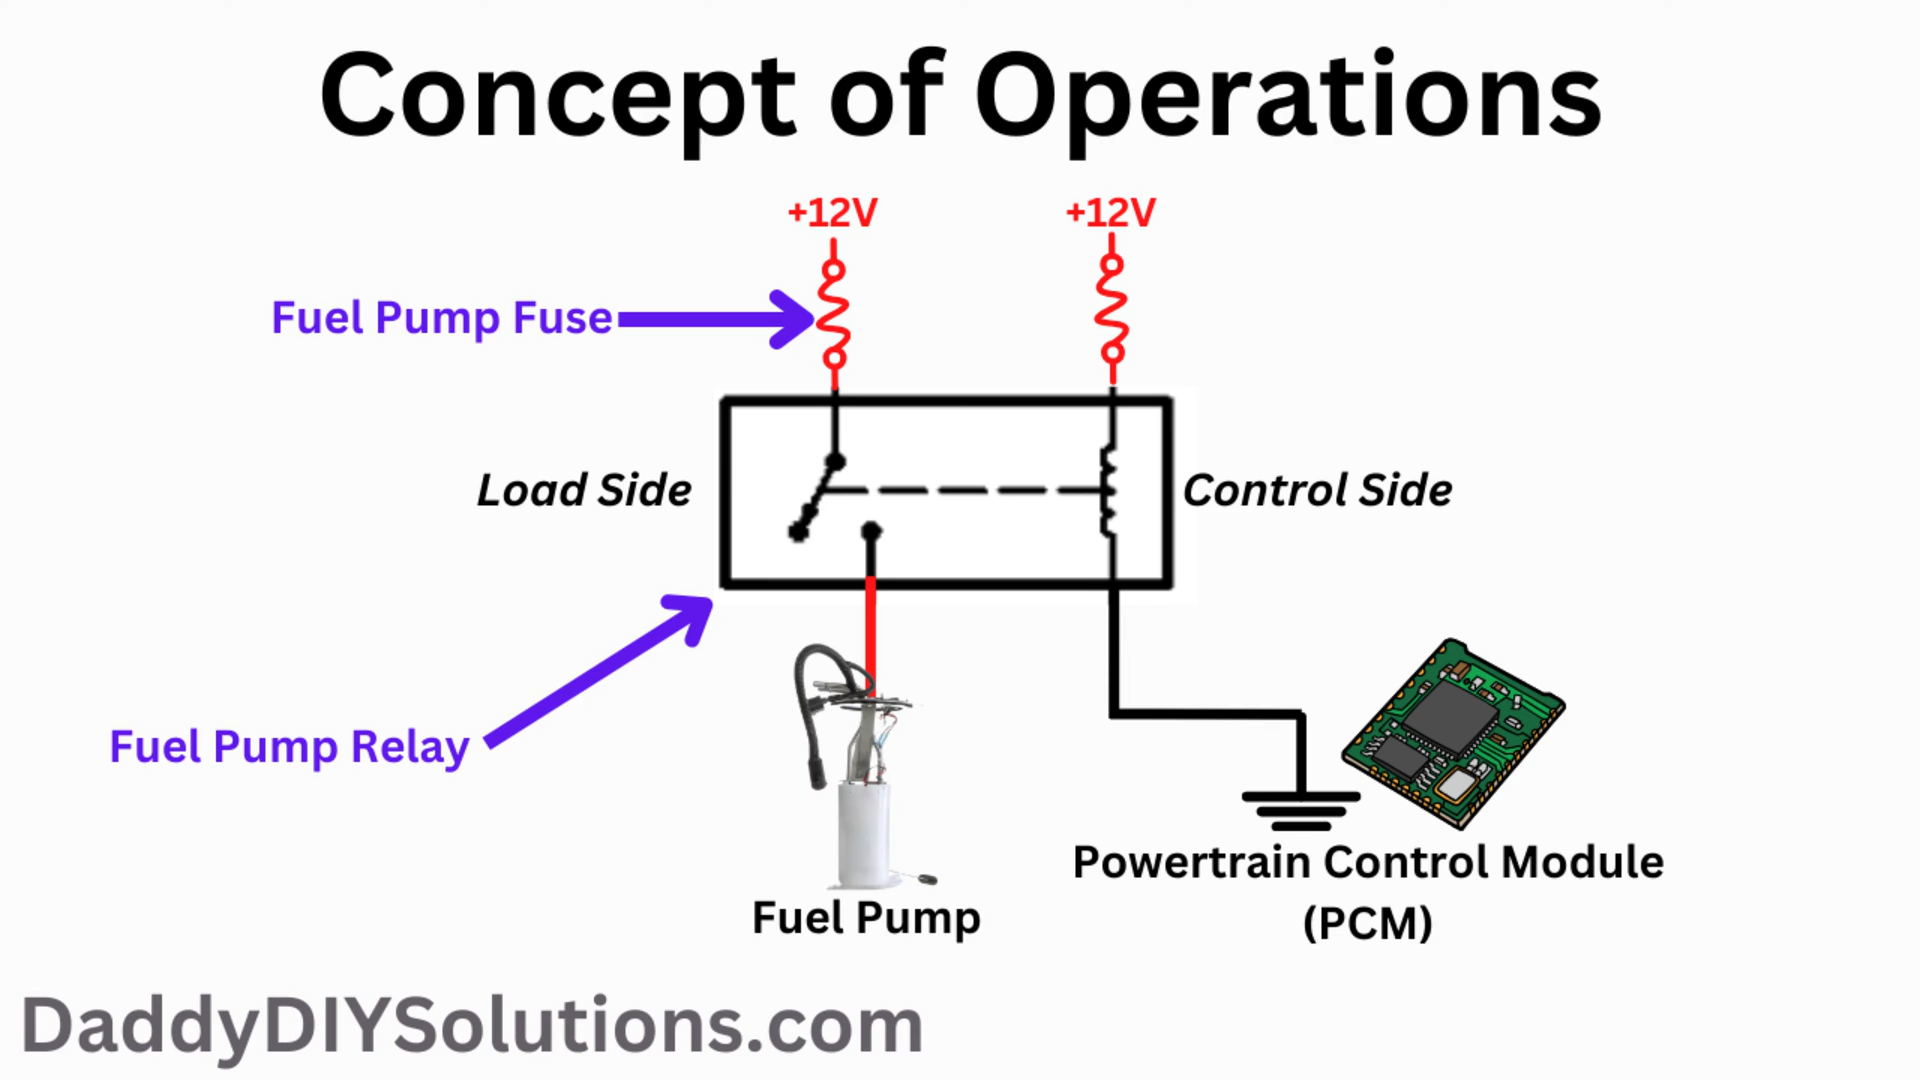 Concept of Operations
+12V
+12V
Fuel Pump Fuse
Load Side
Control Side
Fuel Pump Relay
Powertrain Control Module
(PCM)
Fuel Pump
DaddyDIYSolutions.com